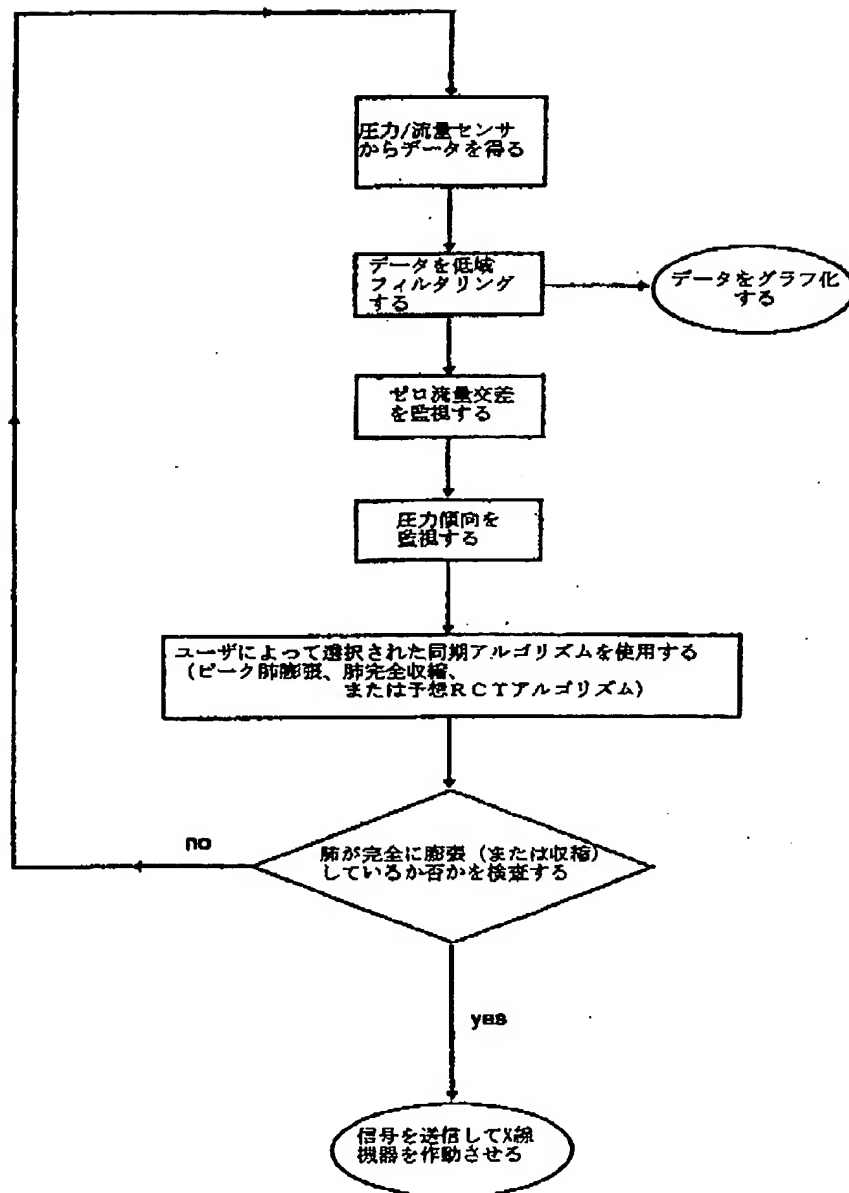 圧力/流量センサ
からデータを得る
データを低域
フィルタリング
する
データをグラフ化
する
ゼロ流量交差
を監視する
圧力傾向を
監視する
ユーザによって選択された同期アルゴリズムを使用する
(ピーク肺膨張、肺完全収縮、
または予想RCTアルゴリズム)
no
肺が完全に膨張(または収縮)
しているか否かを検査する
yes
信号を送信してX線
機器を作動させる